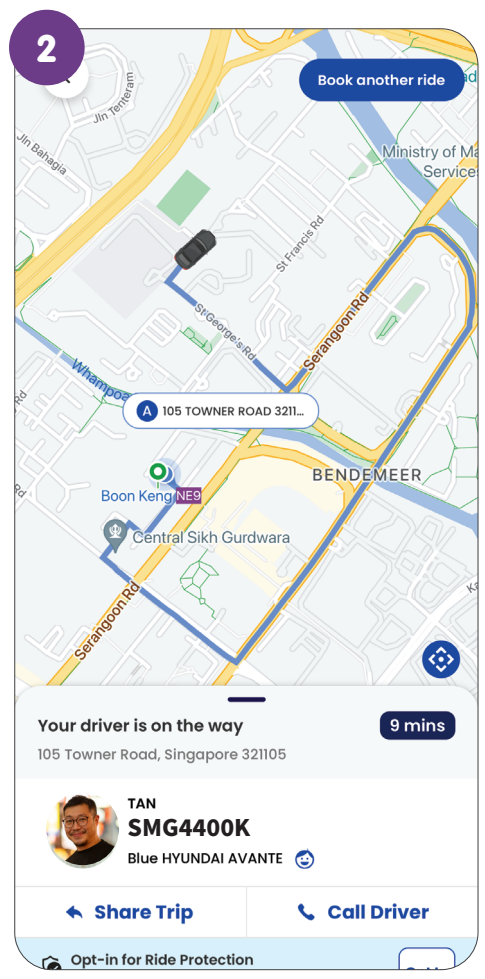 2
Book another ride
Jln Tenteram
Jln Bahagia
Ministry of Ma
Services
St Francis Rd
St George's Rd
Serangoon Rd
Whampoa
A 105 TOWNER ROAD 3211...
BENDEMEER
Boon Keng NE9
Central Sikh Gurdwara
Serangoon Rd
Your driver is on the way
9 mins
105 Towner Road, Singapore 321105
TAN
SMG4400K
Blue HYUNDAI AVANTE
Share Trip
Call Driver
Opt-in for Ride Protection